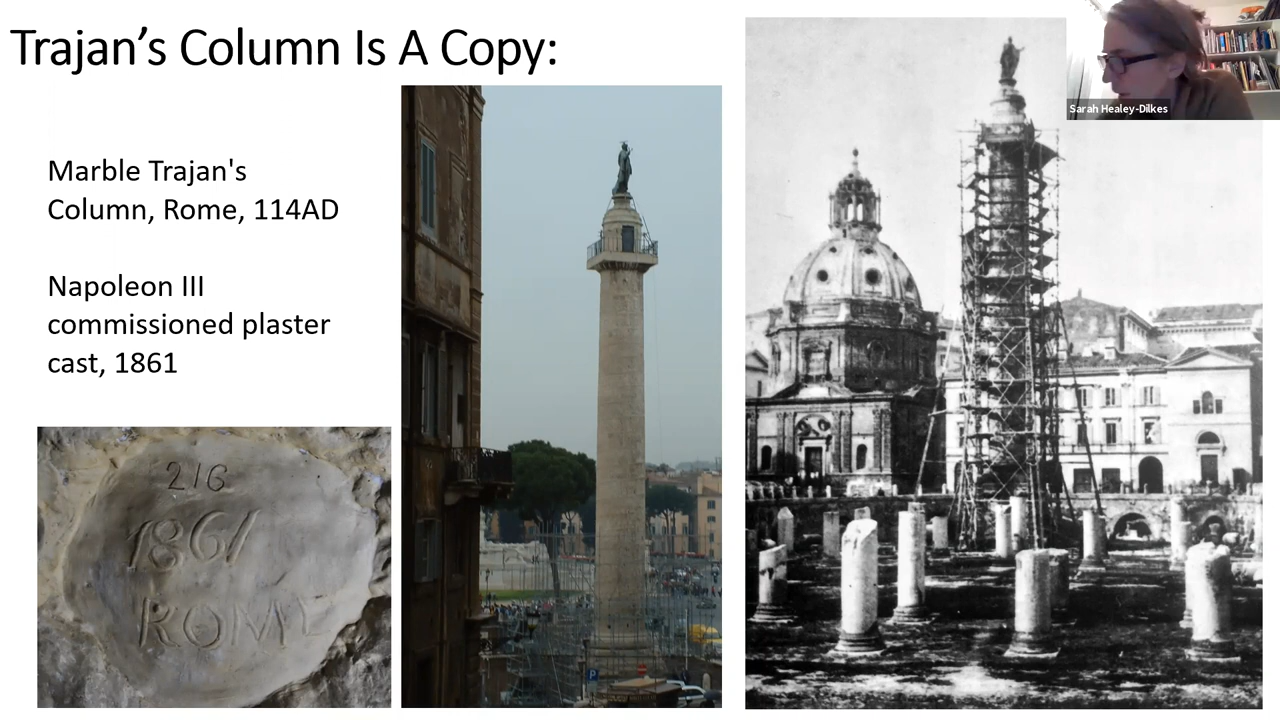 Trajan’s Column Is A Copy:
Sarah Healey-Dilkes
Marble Trajan's
Column, Rome, 114AD
Napoleon III
commissioned plaster
cast, 1861
216
1861
ROME
P